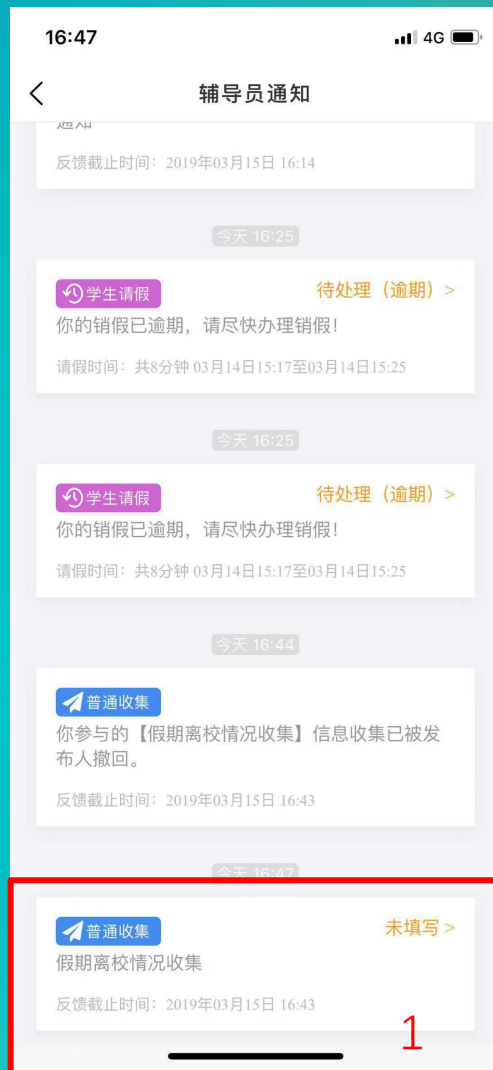 16:47
4G
辅导员通知
通知
反馈截止时间：2019年03月15日 16:14
今天 16:25
学生请假
待处理（逾期）>
你的销假已逾期，请尽快办理销假！
请假时间：共8分钟 03月14日15:17至03月14日15:25
今天 16:25
学生请假
待处理（逾期）>
你的销假已逾期，请尽快办理销假！
请假时间：共8分钟 03月14日15:17至03月14日15:25
今天 16:44
普通收集
你参与的【假期离校情况收集】信息收集已被发
布人撤回。
反馈截止时间：2019年03月15日 16:43
今天 16:47
普通收集
未填写 >
假期离校情况收集
反馈截止时间：2019年03月15日 16:43
1